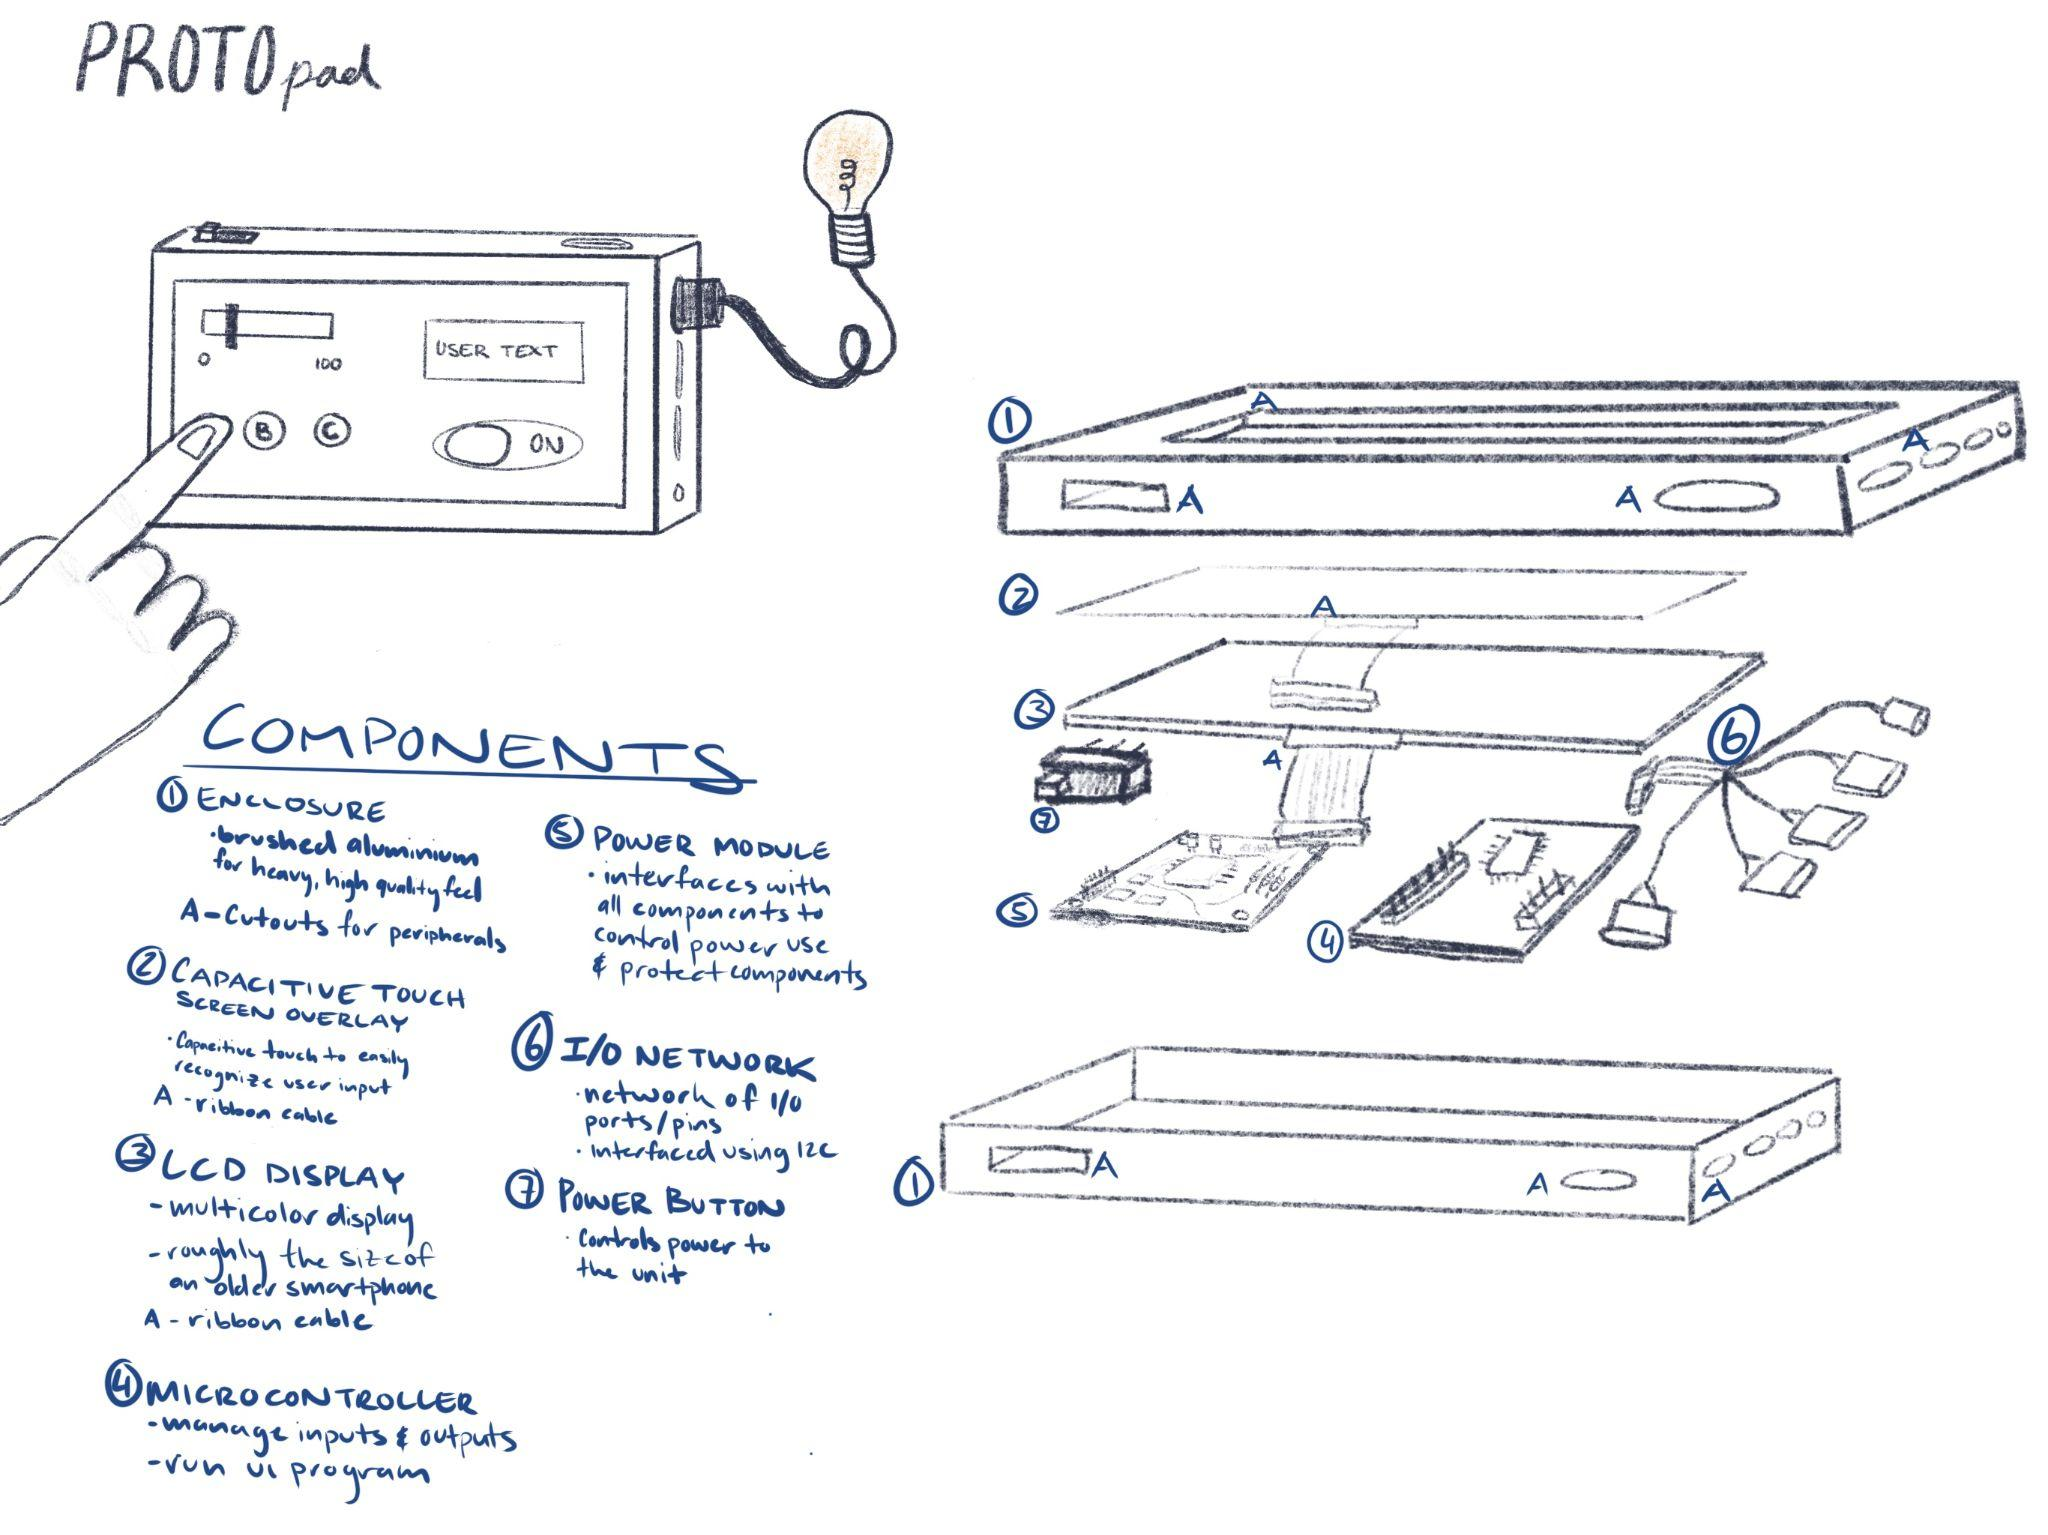 PROTOpad
USER TEXT
0
100
B
C
ON
COMPONENTS
① ENCLOSURE
• brushed aluminium
for heavy, high quality feel
A - Cutouts for peripherals
② CAPACITIVE TOUCH
SCREEN OVERLAY
• Capacitive touch to easily
recognize user input
A - ribbon cable
③ LCD DISPLAY
- multicolor display
- roughly the size of
an older smartphone
A - ribbon cable
④ MICROCONTROLLER
- manage inputs & outputs
- run UI program
⑤ POWER MODULE
• interfaces with
all components to
control power use
& protect components
⑥ I/O NETWORK
• network of I/O
ports/pins
• interfaced using I2C
⑦ POWER BUTTON
• Controls power to
the unit
①
A
A
A
A
②
A
③
A
⑥
⑦
⑤
④
①
A
A
A